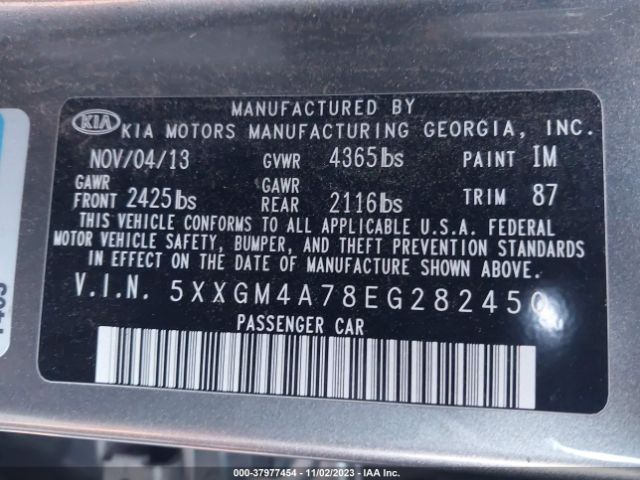 MANUFACTURED BY
KIA KIA MOTORS MANUFACTURING GEORGIA, INC.
NOV/04/13 GVWR 4365lbs PAINT IM
GAWR FRONT 2425lbs GAWR REAR 2116lbs TRIM 87
THIS VEHICLE CONFORMS TO ALL APPLICABLE U.S.A. FEDERAL
MOTOR VEHICLE SAFETY, BUMPER, AND THEFT PREVENTION STANDARDS
IN EFFECT ON THE DATE OF MANUFACTURE SHOWN ABOVE.
V.I.N. 5XXGM4A78EG282450
PASSENGER CAR
000-37977454 - 11/02/2023 - IAA Inc.